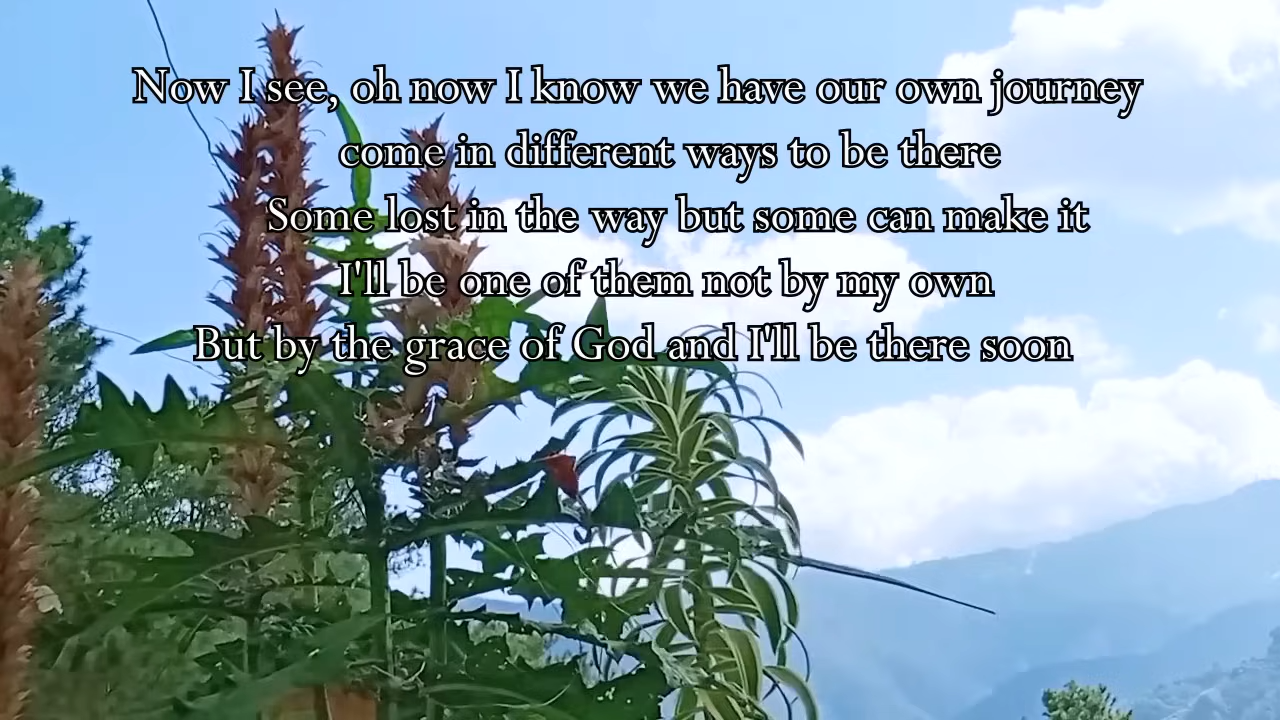 Now I see, oh now I know we have our own journey
come in different ways to be there
Some lost in the way but some can make it
I'll be one of them not by my own
But by the grace of God and I'll be there soon